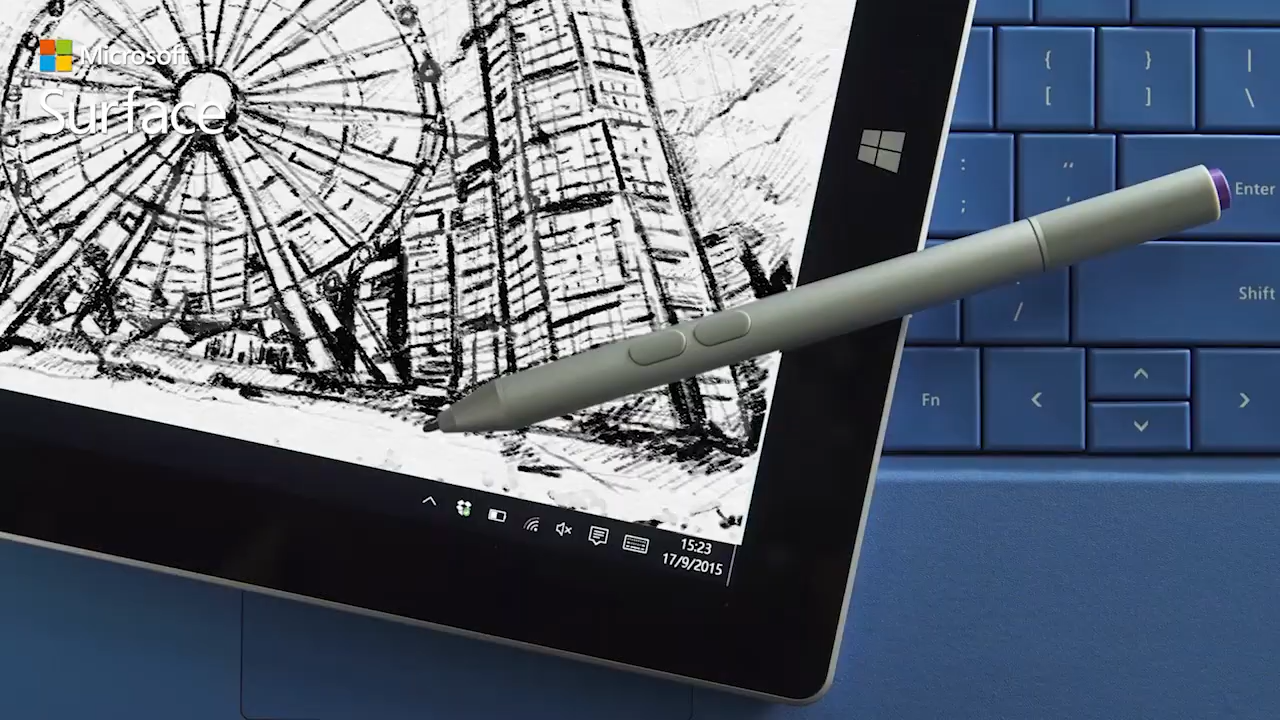 Microsoft
Surface
{ } |
[ ] \
: “
; ‘ Enter
/ Shift
Fn < ^ v >
15:23
17/9/2015